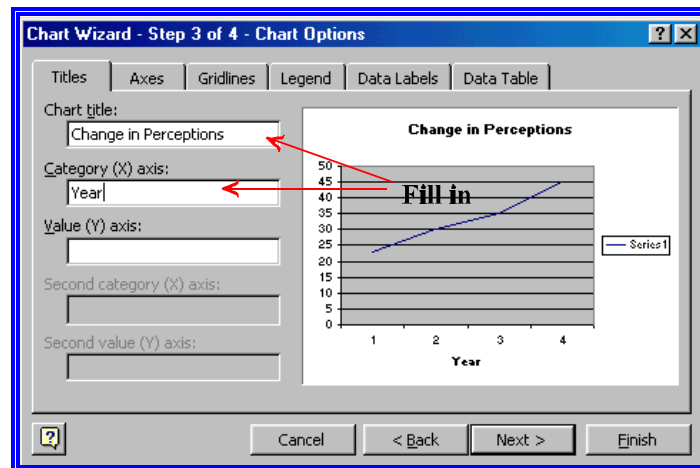 Chart Wizard - Step 3 of 4 - Chart Options
? X
Titles Axes Gridlines Legend Data Labels Data Table
Chart title:
Change in Perceptions
Category (X) axis:
Year
Value (Y) axis:
Second category (X) axis:
Second value (Y) axis:
Change in Perceptions
50
45
40
35
30
25
20
15
10
5
0
1 2 3 4
Year
Series1
Fill in
?
Cancel < Back Next > Finish